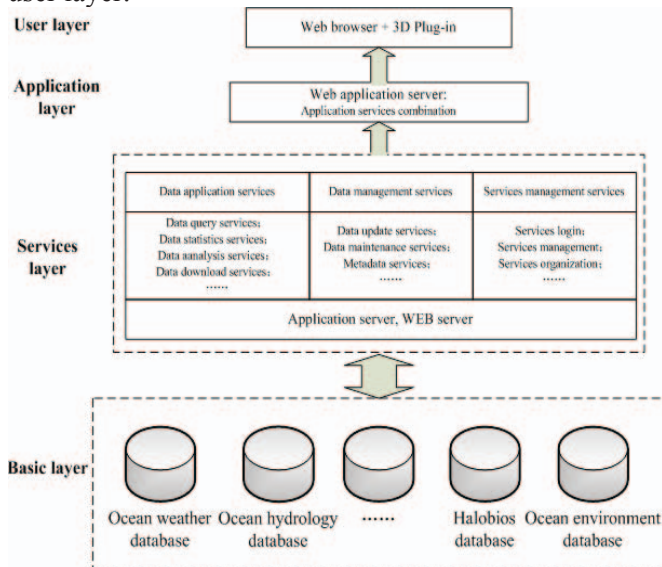 user layer.
User layer
Web browser + 3D Plug-in
Application
layer
Web application server:
Application services combination
Services
layer
Data application services
Data management services
Services management services
Data query services；
Data statistics services；
Data aanalysis services；
Data download services；
……
Data update services；
Data maintenance services；
Metadata services；
……
Services login；
Services management；
Services organization；
……
Application server, WEB server
Basic layer
Ocean weather
database
Ocean hydrology
database
……
Halobios
database
Ocean environment
database